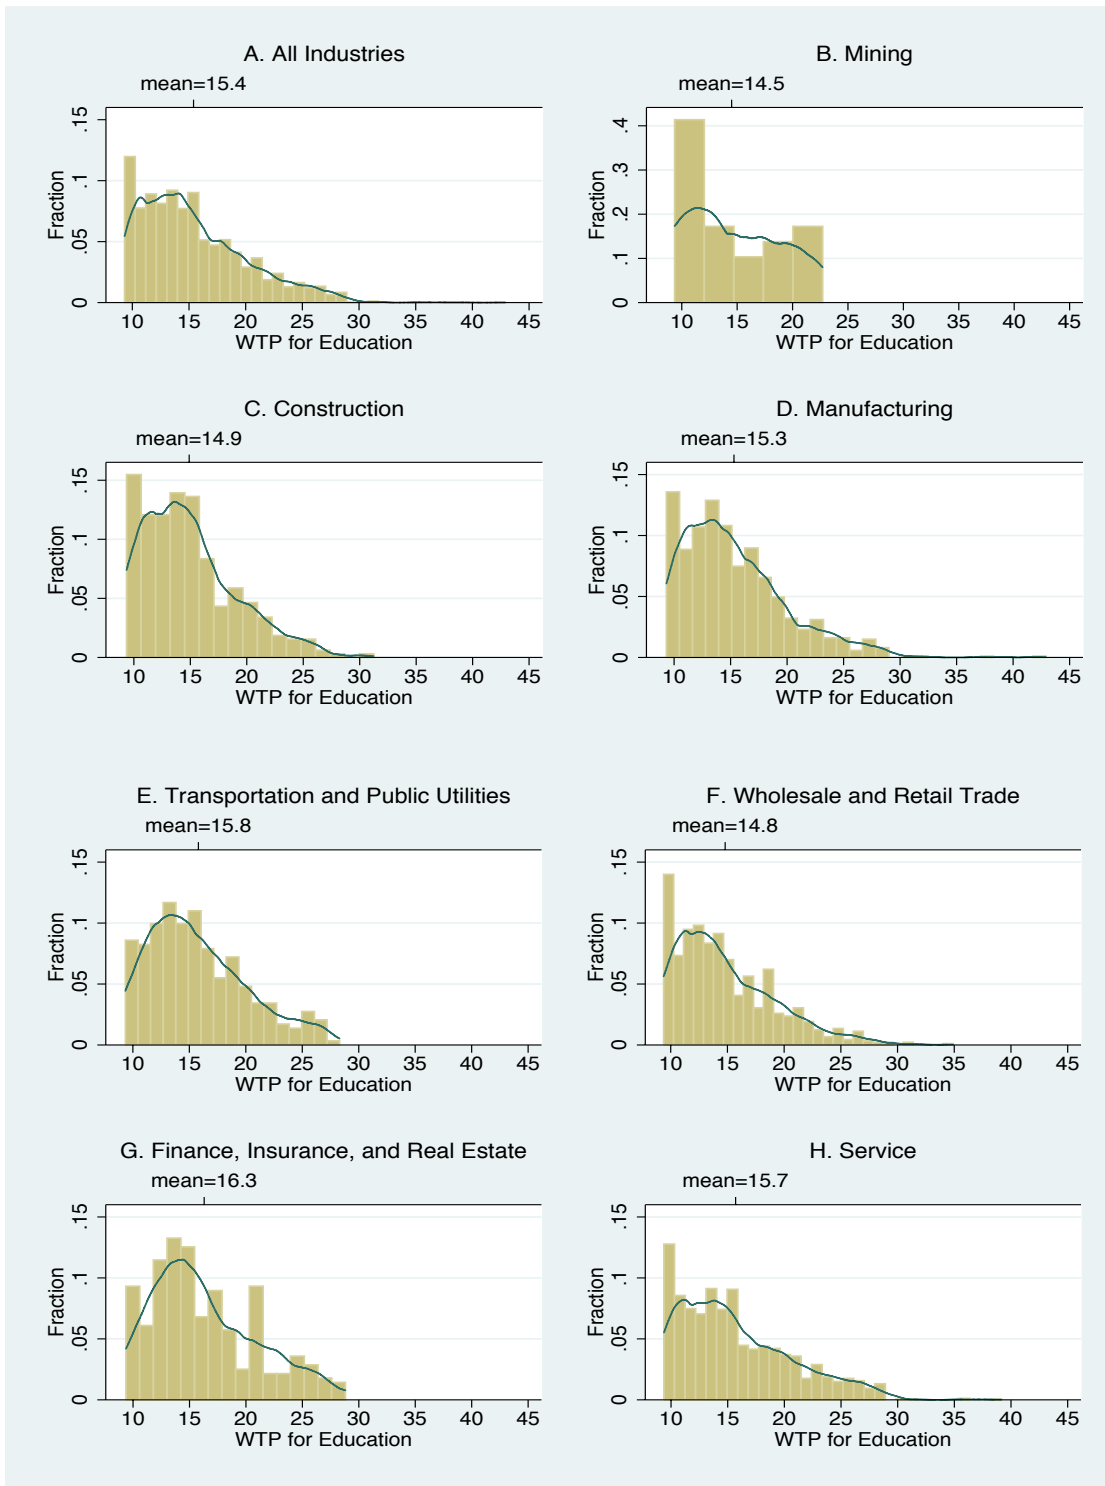 A. All Industries
mean=15.4
Fraction
.15
.1
.05
0
10 15 20 25 30 35 40 45
WTP for Education
B. Mining
mean=14.5
Fraction
.4
.3
.2
.1
0
10 15 20 25 30 35 40 45
WTP for Education
C. Construction
mean=14.9
Fraction
.15
.1
.05
0
10 15 20 25 30 35 40 45
WTP for Education
D. Manufacturing
mean=15.3
Fraction
.15
.1
.05
0
10 15 20 25 30 35 40 45
WTP for Education
E. Transportation and Public Utilities
mean=15.8
Fraction
.15
.1
.05
0
10 15 20 25 30 35 40 45
WTP for Education
F. Wholesale and Retail Trade
mean=14.8
Fraction
.15
.1
.05
0
10 15 20 25 30 35 40 45
WTP for Education
G. Finance, Insurance, and Real Estate
mean=16.3
Fraction
.15
.1
.05
0
10 15 20 25 30 35 40 45
WTP for Education
H. Service
mean=15.7
Fraction
.15
.1
.05
0
10 15 20 25 30 35 40 45
WTP for Education